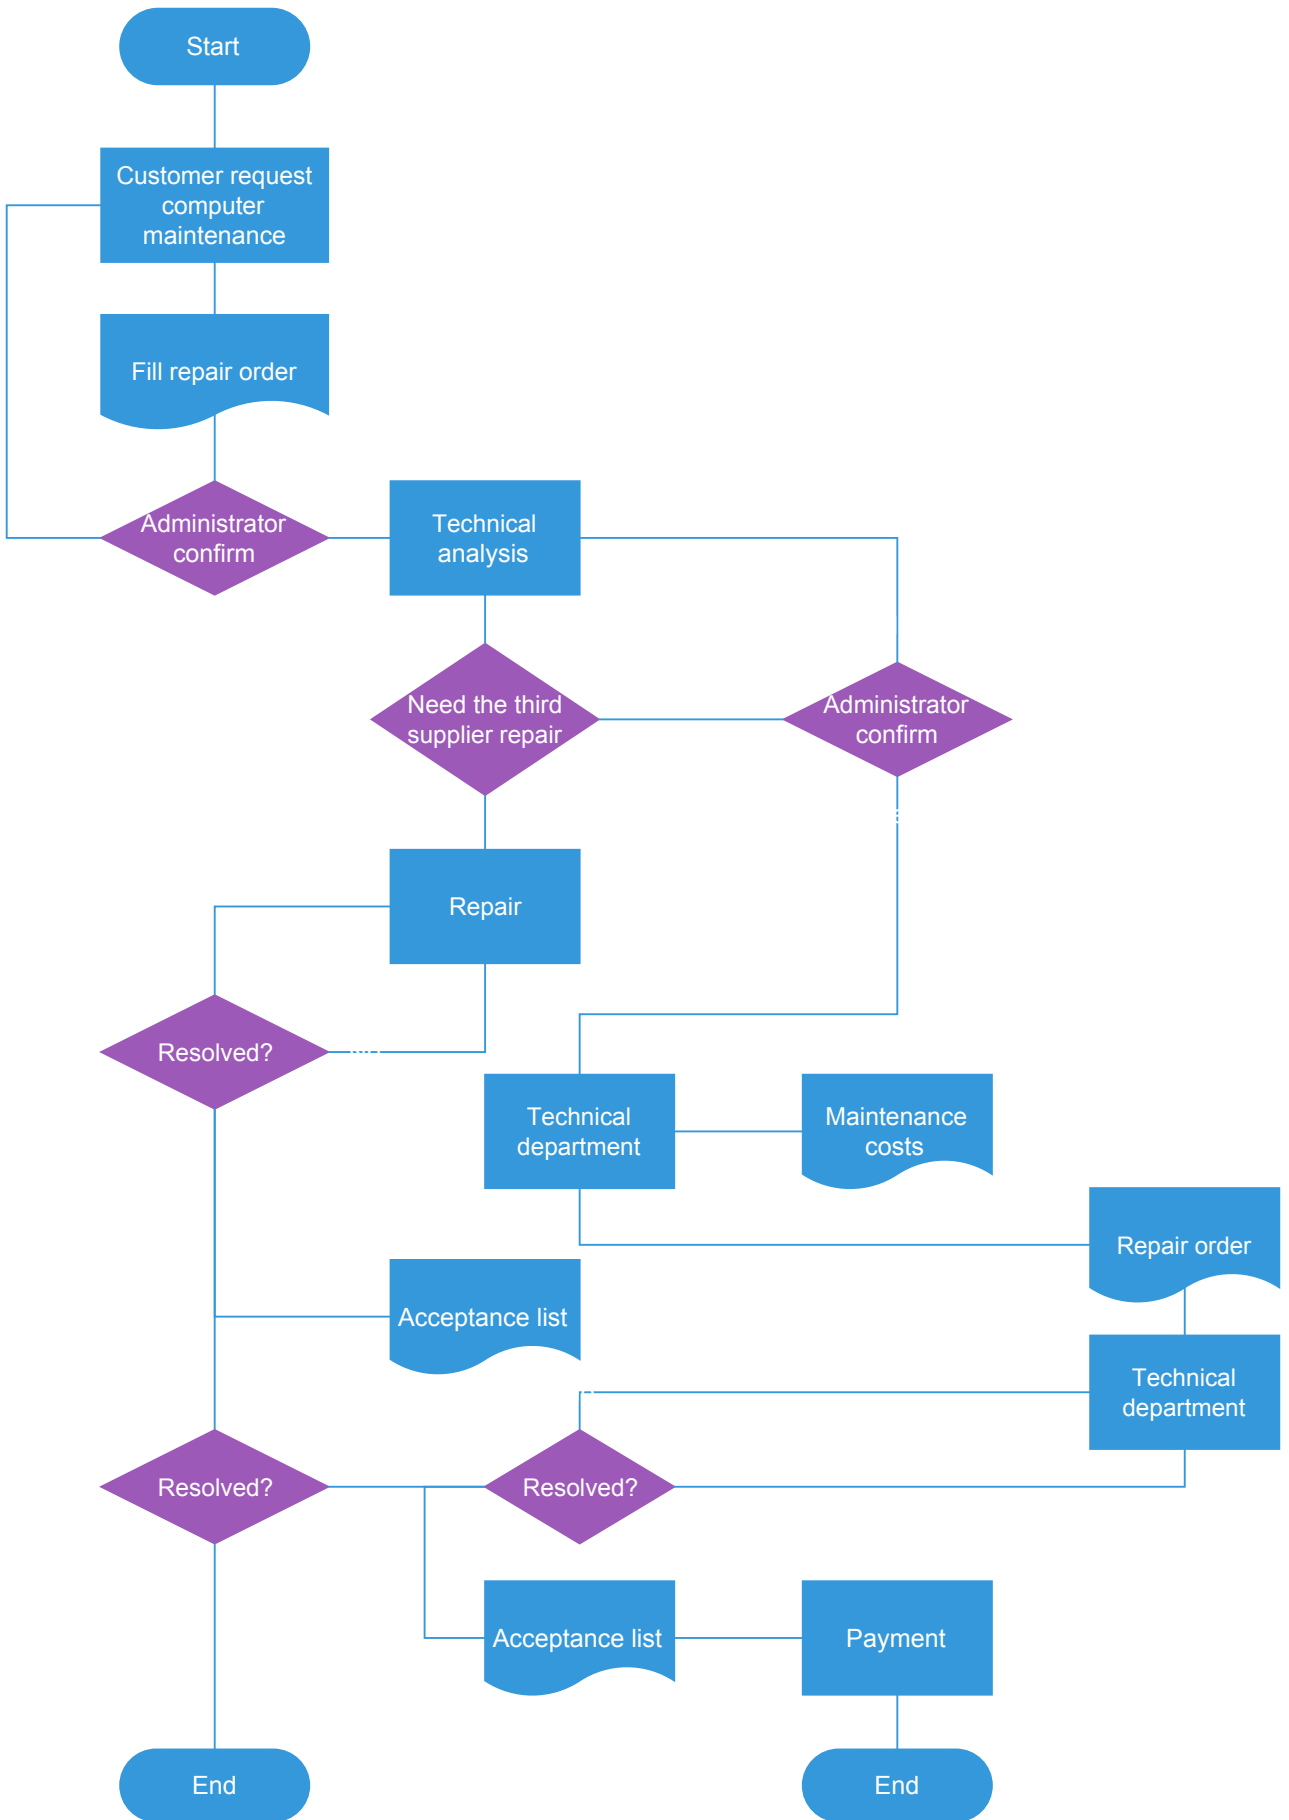 Start
Customer request
computer
maintenance
Fill repair order
Administrator
confirm
Technical
analysis
Need the third
supplier repair
Administrator
confirm
Repair
Resolved?
Technical
department
Maintenance
costs
Repair order
Acceptance list
Technical
department
Resolved?
Resolved?
Acceptance list
Payment
End
End